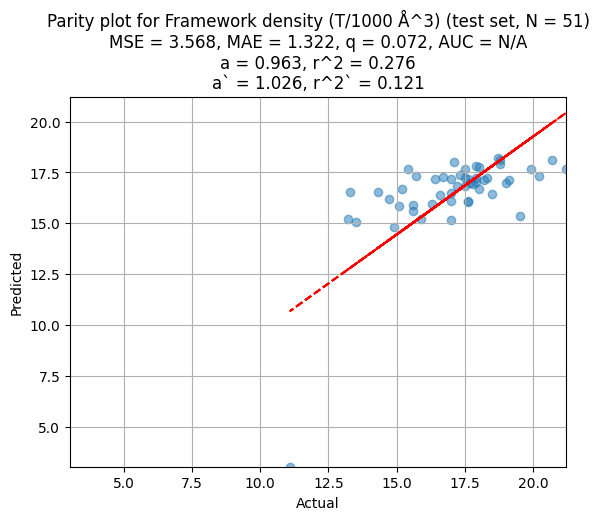 Parity plot for Framework density (T/1000 Å^3) (test set, N = 51)
MSE = 3.568, MAE = 1.322, q = 0.072, AUC = N/A
a = 0.963, r^2 = 0.276
a` = 1.026, r^2` = 0.121
20.0
17.5
15.0
12.5
10.0
7.5
5.0
Predicted
5.0 7.5 10.0 12.5 15.0 17.5 20.0
Actual